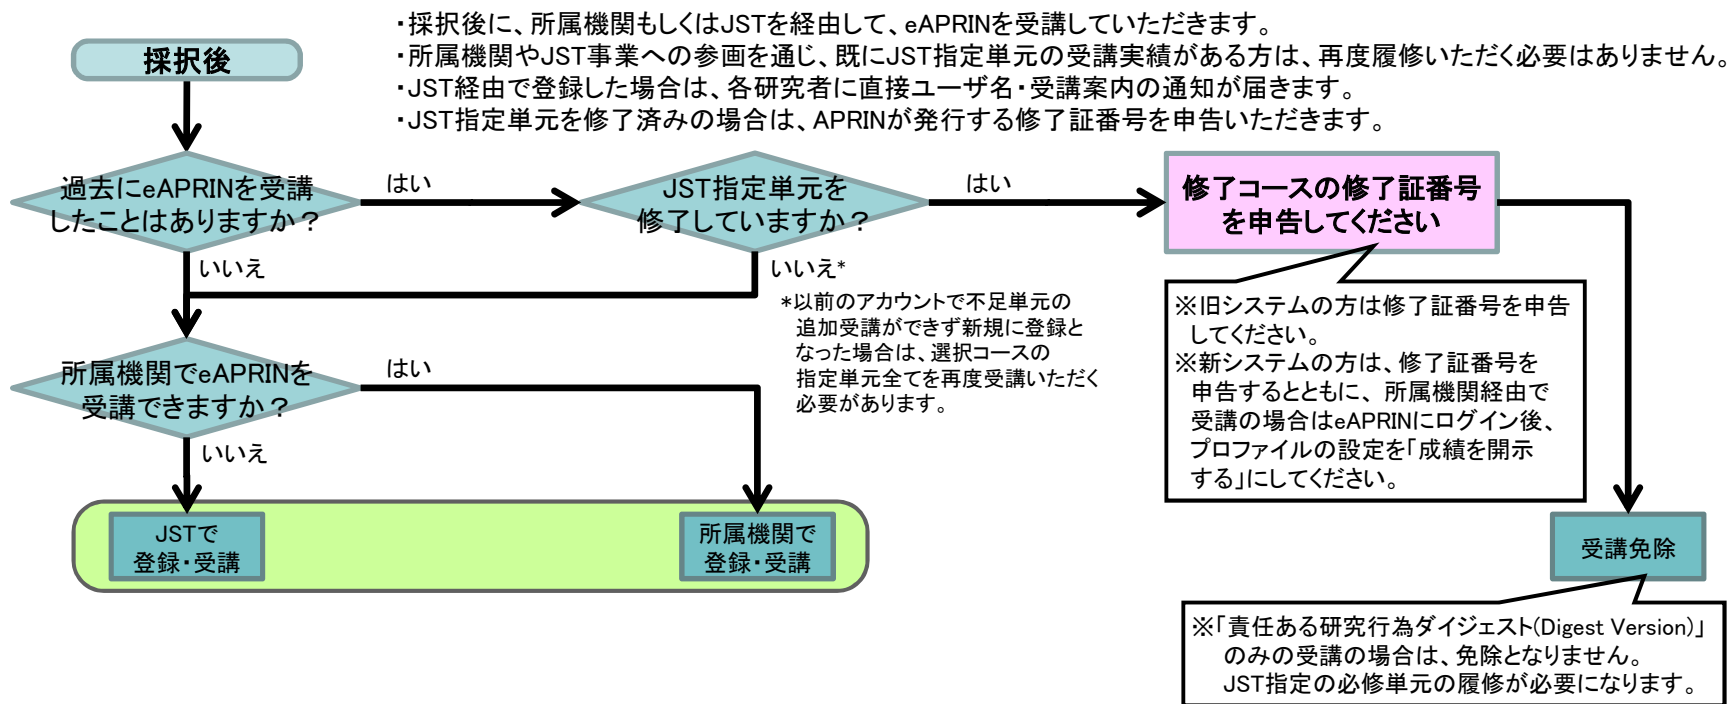 ・採択後に、所属機関もしくはJSTを経由して、eAPRINを受講していただきます。
・所属機関やJST事業への参画を通じ、既にJST指定単元の受講実績がある方は、再度履修いただく必要はありません。
・JST経由で登録した場合は、各研究者に直接ユーザ名・受講案内の通知が届きます。
・JST指定単元を修了済みの場合は、APRINが発行する修了証番号を申告いただきます。
採択後
過去にeAPRINを受講
したことはありますか？
はい
JST指定単元を
修了していますか？
はい
修了コースの修了証番号
を申告してください
いいえ
いいえ*
*以前のアカウントで不足単元の
追加受講ができず新規に登録と
なった場合は、選択コースの
指定単元全てを再度受講いただく
必要があります。
※旧システムの方は修了証番号を申告
してください。
※新システムの方は、修了証番号を
申告するとともに、所属機関経由で
受講の場合はeAPRINにログイン後、
プロファイルの設定を「成績を開示
する」にしてください。
所属機関でeAPRINを
受講できますか？
はい
いいえ
JSTで
登録・受講
所属機関で
登録・受講
受講免除
※「責任ある研究行為ダイジェスト(Digest Version)」
のみの受講の場合は、免除となりません。
JST指定の必修単元の履修が必要になります。